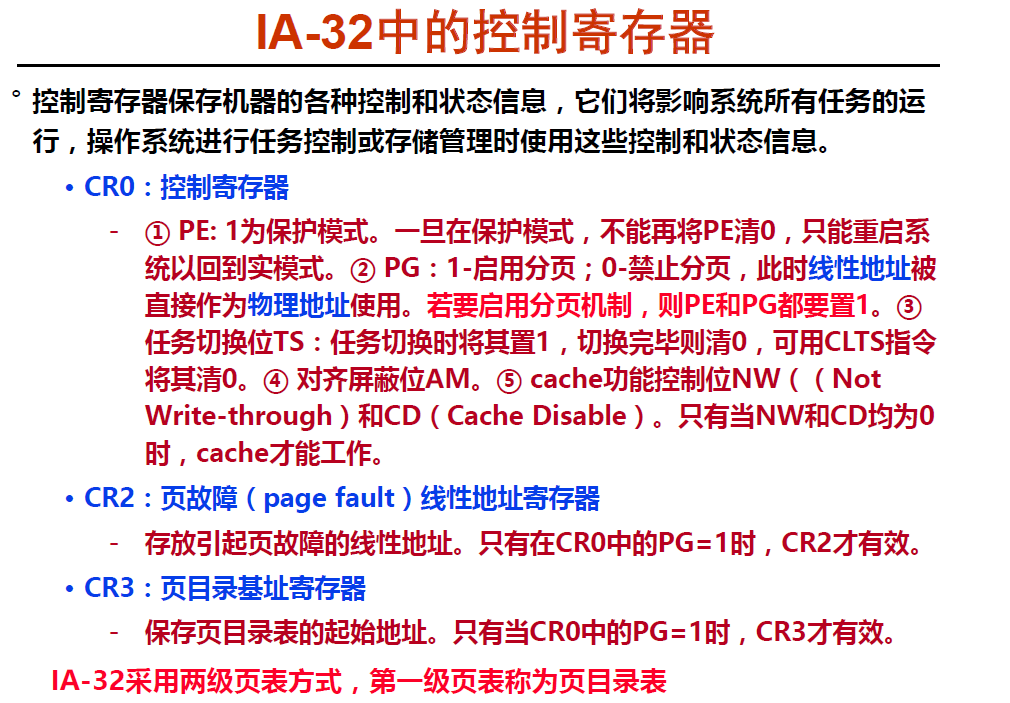 IA-32中的控制寄存器
° 控制寄存器保存机器的各种控制和状态信息，它们将影响系统所有任务的运
行，操作系统进行任务控制或存储管理时使用这些控制和状态信息。
• CR0：控制寄存器
- ① PE: 1为保护模式。一旦在保护模式，不能再将PE清0，只能重启系
统以回到实模式。② PG：1-启用分页；0-禁止分页，此时线性地址被
直接作为物理地址使用。若要启用分页机制，则PE和PG都要置1。③
任务切换位TS：任务切换时将其置1，切换完毕则清0，可用CLTS指令
将其清0。④ 对齐屏蔽位AM。⑤ cache功能控制位NW（（Not
Write-through）和CD（Cache Disable）。只有当NW和CD均为0
时，cache才能工作。
• CR2：页故障（page fault）线性地址寄存器
- 存放引起页故障的线性地址。只有在CR0中的PG=1时，CR2才有效。
• CR3：页目录基址寄存器
- 保存页目录表的起始地址。只有当CR0中的PG=1时，CR3才有效。
IA-32采用两级页表方式，第一级页表称为页目录表